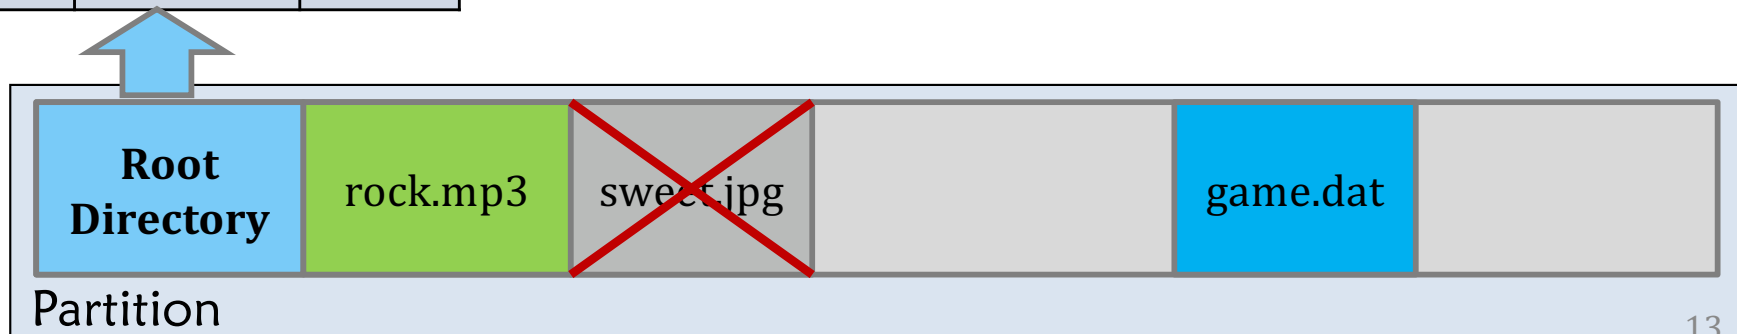 Root
Directory
rock.mp3
sweet.jpg
game.dat
Partition
13